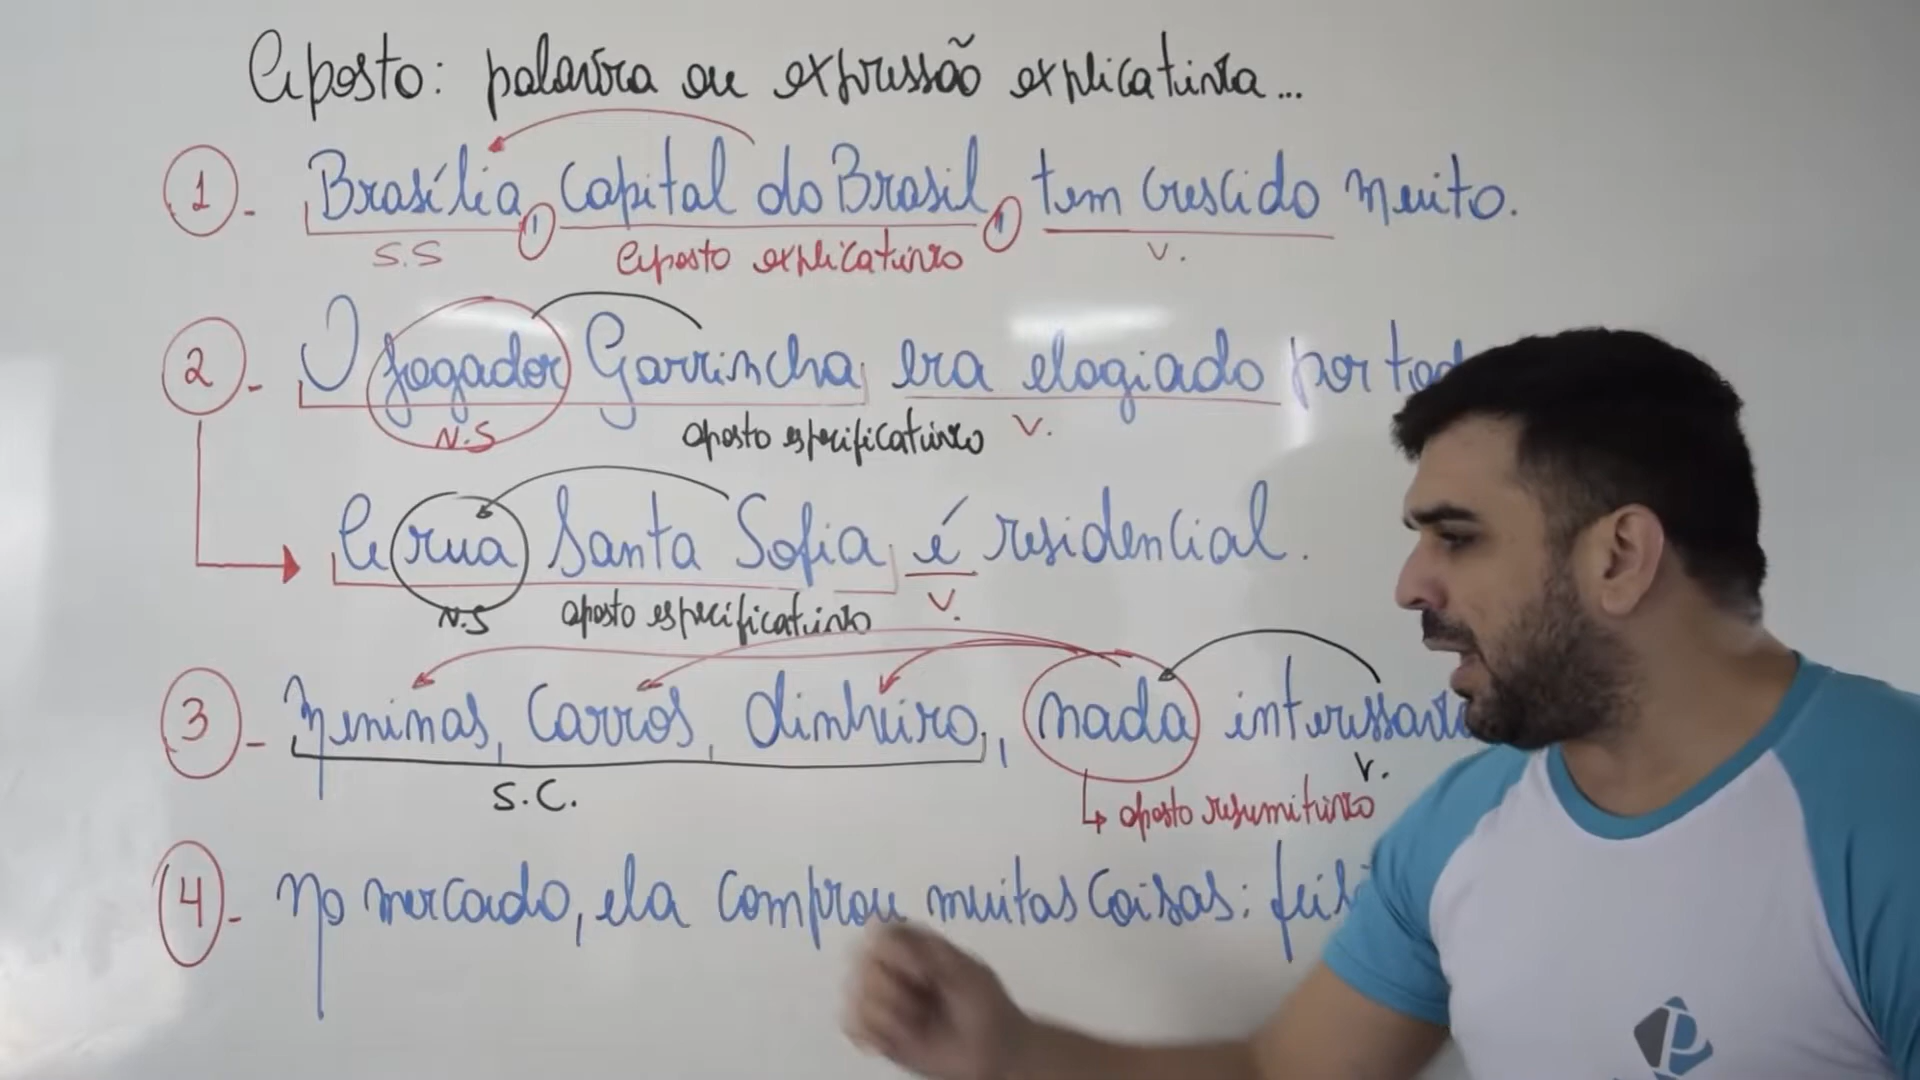 Aposto: palavra ou expressão explicativa...
1 - Brasília, capital do Brasil, tem crescido muito.
S.S aposto explicativo V.
2 - O jogador Garrincha era elogiado por
N.S aposto especificativo V.
A rua Santa Sofia é residencial.
N.S aposto especificativo V.
3 - Meninas, carros, dinheiro, nada
S.C. V.
aposto resumitivo
4 - No mercado, ela comprou muitas coisas: